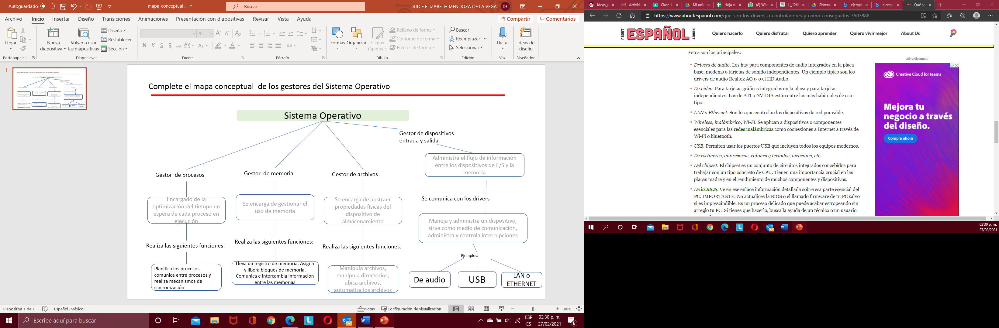 Autoguardado
mapa_conceptual...
Buscar
DULCE ELIZABETH MENDOZA DE LA VEGA
DE
Archivo Inicio Insertar Diseño Transiciones Animaciones Presentación con diapositivas Revisar Vista Ayuda
Compartir
Comentarios
Pegar
Nueva
diapositiva
Volver a usar
las diapositivas
Diseño
Restablecer
Sección
20
N K S S ab AV Aa A
Formas
Organizar
Estilos
rápidos
Relleno de forma
Contorno de forma
Efectos de forma
Buscar
Reemplazar
Seleccionar
Dictar
Ideas de
diseño
Portapapeles
Diapositivas
Fuente
Párrafo
Dibujo
Edición
Voz
Diseñador
1
Complete el mapa conceptual de los gestores del Sistema Operativo
Sistema Operativo
Gestor de dispositivos
entrada y salida
Administra el flujo de información
entre los dispositivos de E/S y la
memoria
Gestor de procesos
Gestor de memoria
Gestor de archivos
Encargado de la
optimización del tiempo en
espera de cada proceso en
ejecución
Se encarga de gestionar el
uso de memoria
Se encarga de abstraer
propiedades físicas del
dispositivo de
almacenamiento
Se comunica con los drivers
Maneja y administra un dispositivo,
sirve como medio de comunicación,
administra y controla interrupciones
Realiza las siguientes funciones:
Realiza las siguientes funciones:
Realiza las siguientes funciones:
Ejemplos:
Planifica los procesos,
comunica entre procesos y
realiza mecanismos de
sincronización
Lleva un registro de memoria, Asigna
y libera bloques de memoria,
Comunica e intercambia información
entre las memorias
Manipula archivos,
manipula directorios,
ubica archivos,
automatiza los archivos
De audio
USB
LAN o
ETHERNET
Diapositiva 1 de 1
Español (México)
Notas
Configuración de visualización
86%
Escribe aquí para buscar
ESP
ES
02:30 p. m.
27/02/2021
6
Ideas_p
Activida
Clase 1
Mi unid
Hoja de
(8) Wha
LI_1268
Sistema
ejempl
ejempl
Qué so
https://www.aboutespanol.com/que-son-los-drivers-o-controladores-y-como-conseguirlos-3507888
ABOUT ESPAÑOL ABOUT
Quiero hacerlo
Quiero disfrutar
Quiero aprender
Quiero vivir mejor
About Us
Estos son los principales:
Drivers de audio. Los hay para componentes de audio integrados en la placa
base, modems o tarjetas de sonido independientes. Un ejemplo típico son los
drivers de audio Realtek AC97 o el HD Audio.
De vídeo. Para tarjetas gráficas integradas en la placa y para tarjetas
independientes. Los de ATI o NVIDIA están entre los más habituales de este
tipo.
LAN o Ethernet. Son los que controlan los dispositivos de red por cable.
Wireless, inalámbrico, Wi-Fi. Se aplican a dispositivos o componentes
esenciales para las redes inalámbricas como coonexiones a Internet a través de
Wi-Fi o bluetooth.
USB. Permiten usar los puertos USB que incluyen todos los equipos modernos.
De escáneres, impresoras, ratones y teclados, webcams, etc.
Del chipset. El chipset es un conjunto de circuitos integrados concebidos para
trabajar con un tipo concreto de CPU. Tienen una importancia crucial en las
placas madre y en el rendimiento de muchos componentes y dispositivos.
De la BIOS. Ve en ese enlace información detallada sobre esa parte esencial del
PC. IMPORTANTE: No actualices la BIOS o el llamado firmware de tu PC salvo
si es imprescindible. Es un proceso delicado que puede acabar estropeando sin
arreglo tu PC. Si tienes que hacerlo, busca la ayuda de un técnico o un usuario
Advertisement
Creative Cloud for teams
Mejora tu
negocio a través
del diseño.
Compra ahora
02:30 p. m.
27/02/2021